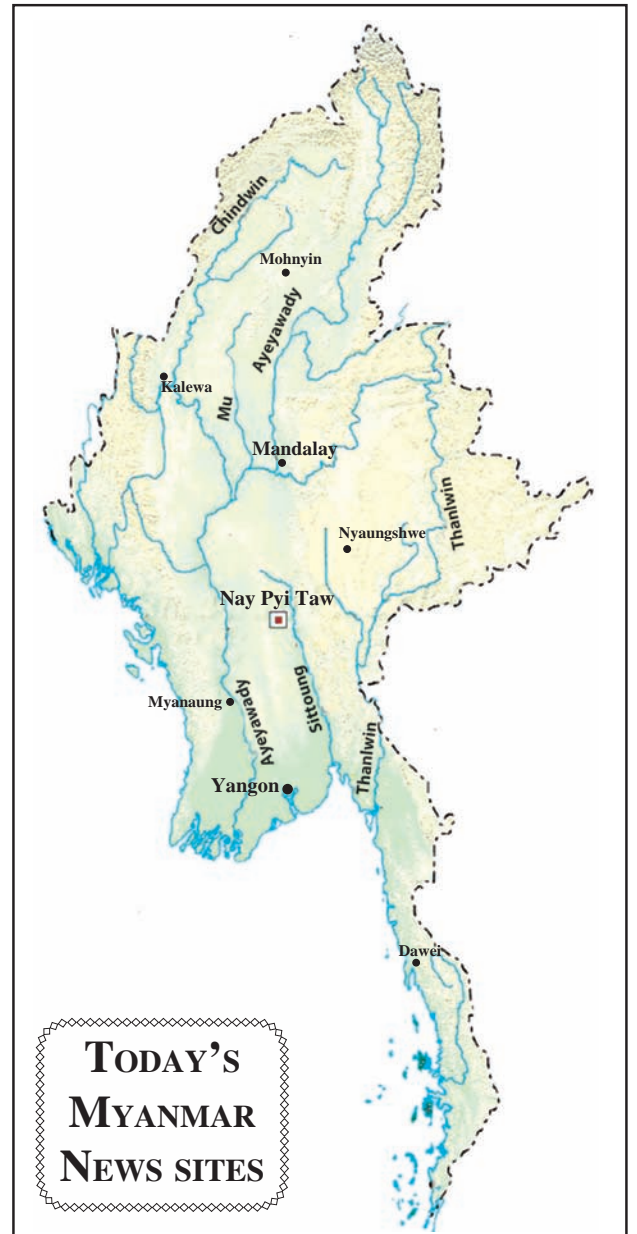 Chindwin
Mohnyin
Ayeyawady
Kalewa
Mu
Mandalay
Thanlwin
Nyaungshwe
Nay Pyi Taw
Myanaung
Ayeyawady
Sittoung
Thanlwin
Yangon
Dawei
TODAY'S
MYANMAR
NEWS SITES